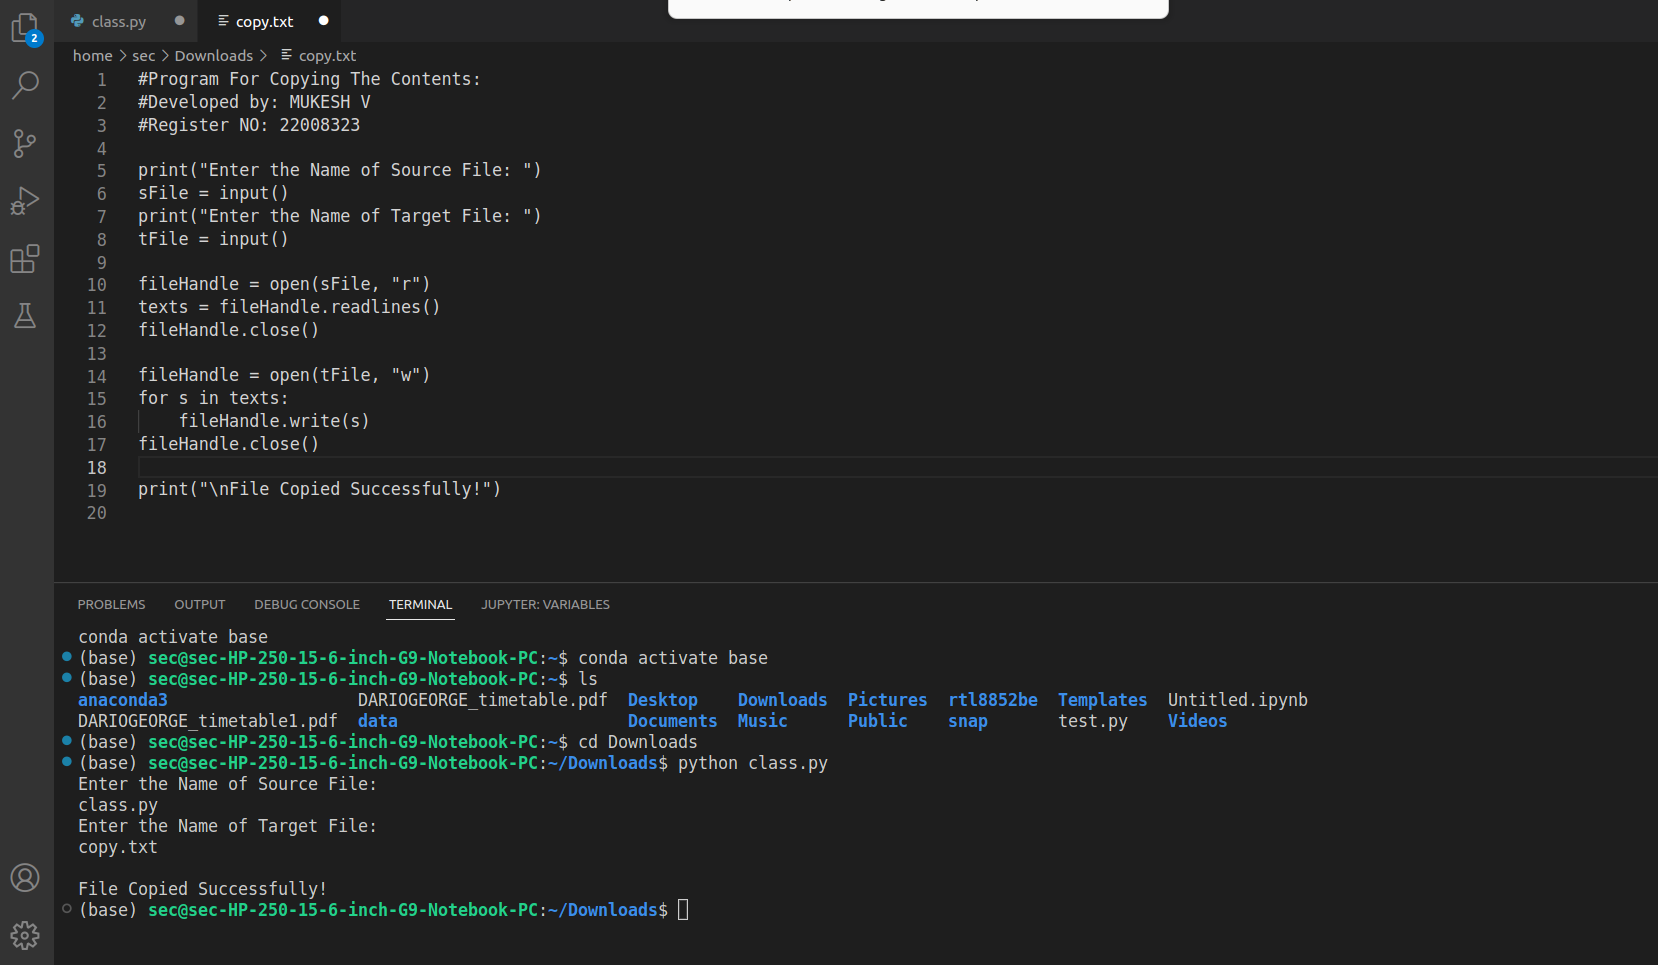 class.py
copy.txt
2
home > sec > Downloads > copy.txt
1 #Program For Copying The Contents:
2 #Developed by: MUKESH V
3 #Register NO: 22008323
4
5 print("Enter the Name of Source File: ")
6 sFile = input()
7 print("Enter the Name of Target File: ")
8 tFile = input()
9
10 fileHandle = open(sFile, "r")
11 texts = fileHandle.readlines()
12 fileHandle.close()
13
14 fileHandle = open(tFile, "w")
15 for s in texts:
16     fileHandle.write(s)
17 fileHandle.close()
18
19 print("\nFile Copied Successfully!")
20
PROBLEMS OUTPUT DEBUG CONSOLE TERMINAL JUPYTER: VARIABLES
conda activate base
(base) sec@sec-HP-250-15-6-inch-G9-Notebook-PC:~$ conda activate base
(base) sec@sec-HP-250-15-6-inch-G9-Notebook-PC:~$ ls
anaconda3 DARIOGEORGE_timetable.pdf Desktop Downloads Pictures rtl8852be Templates Untitled.ipynb
DARIOGEORGE_timetable1.pdf data Documents Music Public snap test.py Videos
(base) sec@sec-HP-250-15-6-inch-G9-Notebook-PC:~$ cd Downloads
(base) sec@sec-HP-250-15-6-inch-G9-Notebook-PC:~/Downloads$ python class.py
Enter the Name of Source File:
class.py
Enter the Name of Target File:
copy.txt

File Copied Successfully!
(base) sec@sec-HP-250-15-6-inch-G9-Notebook-PC:~/Downloads$